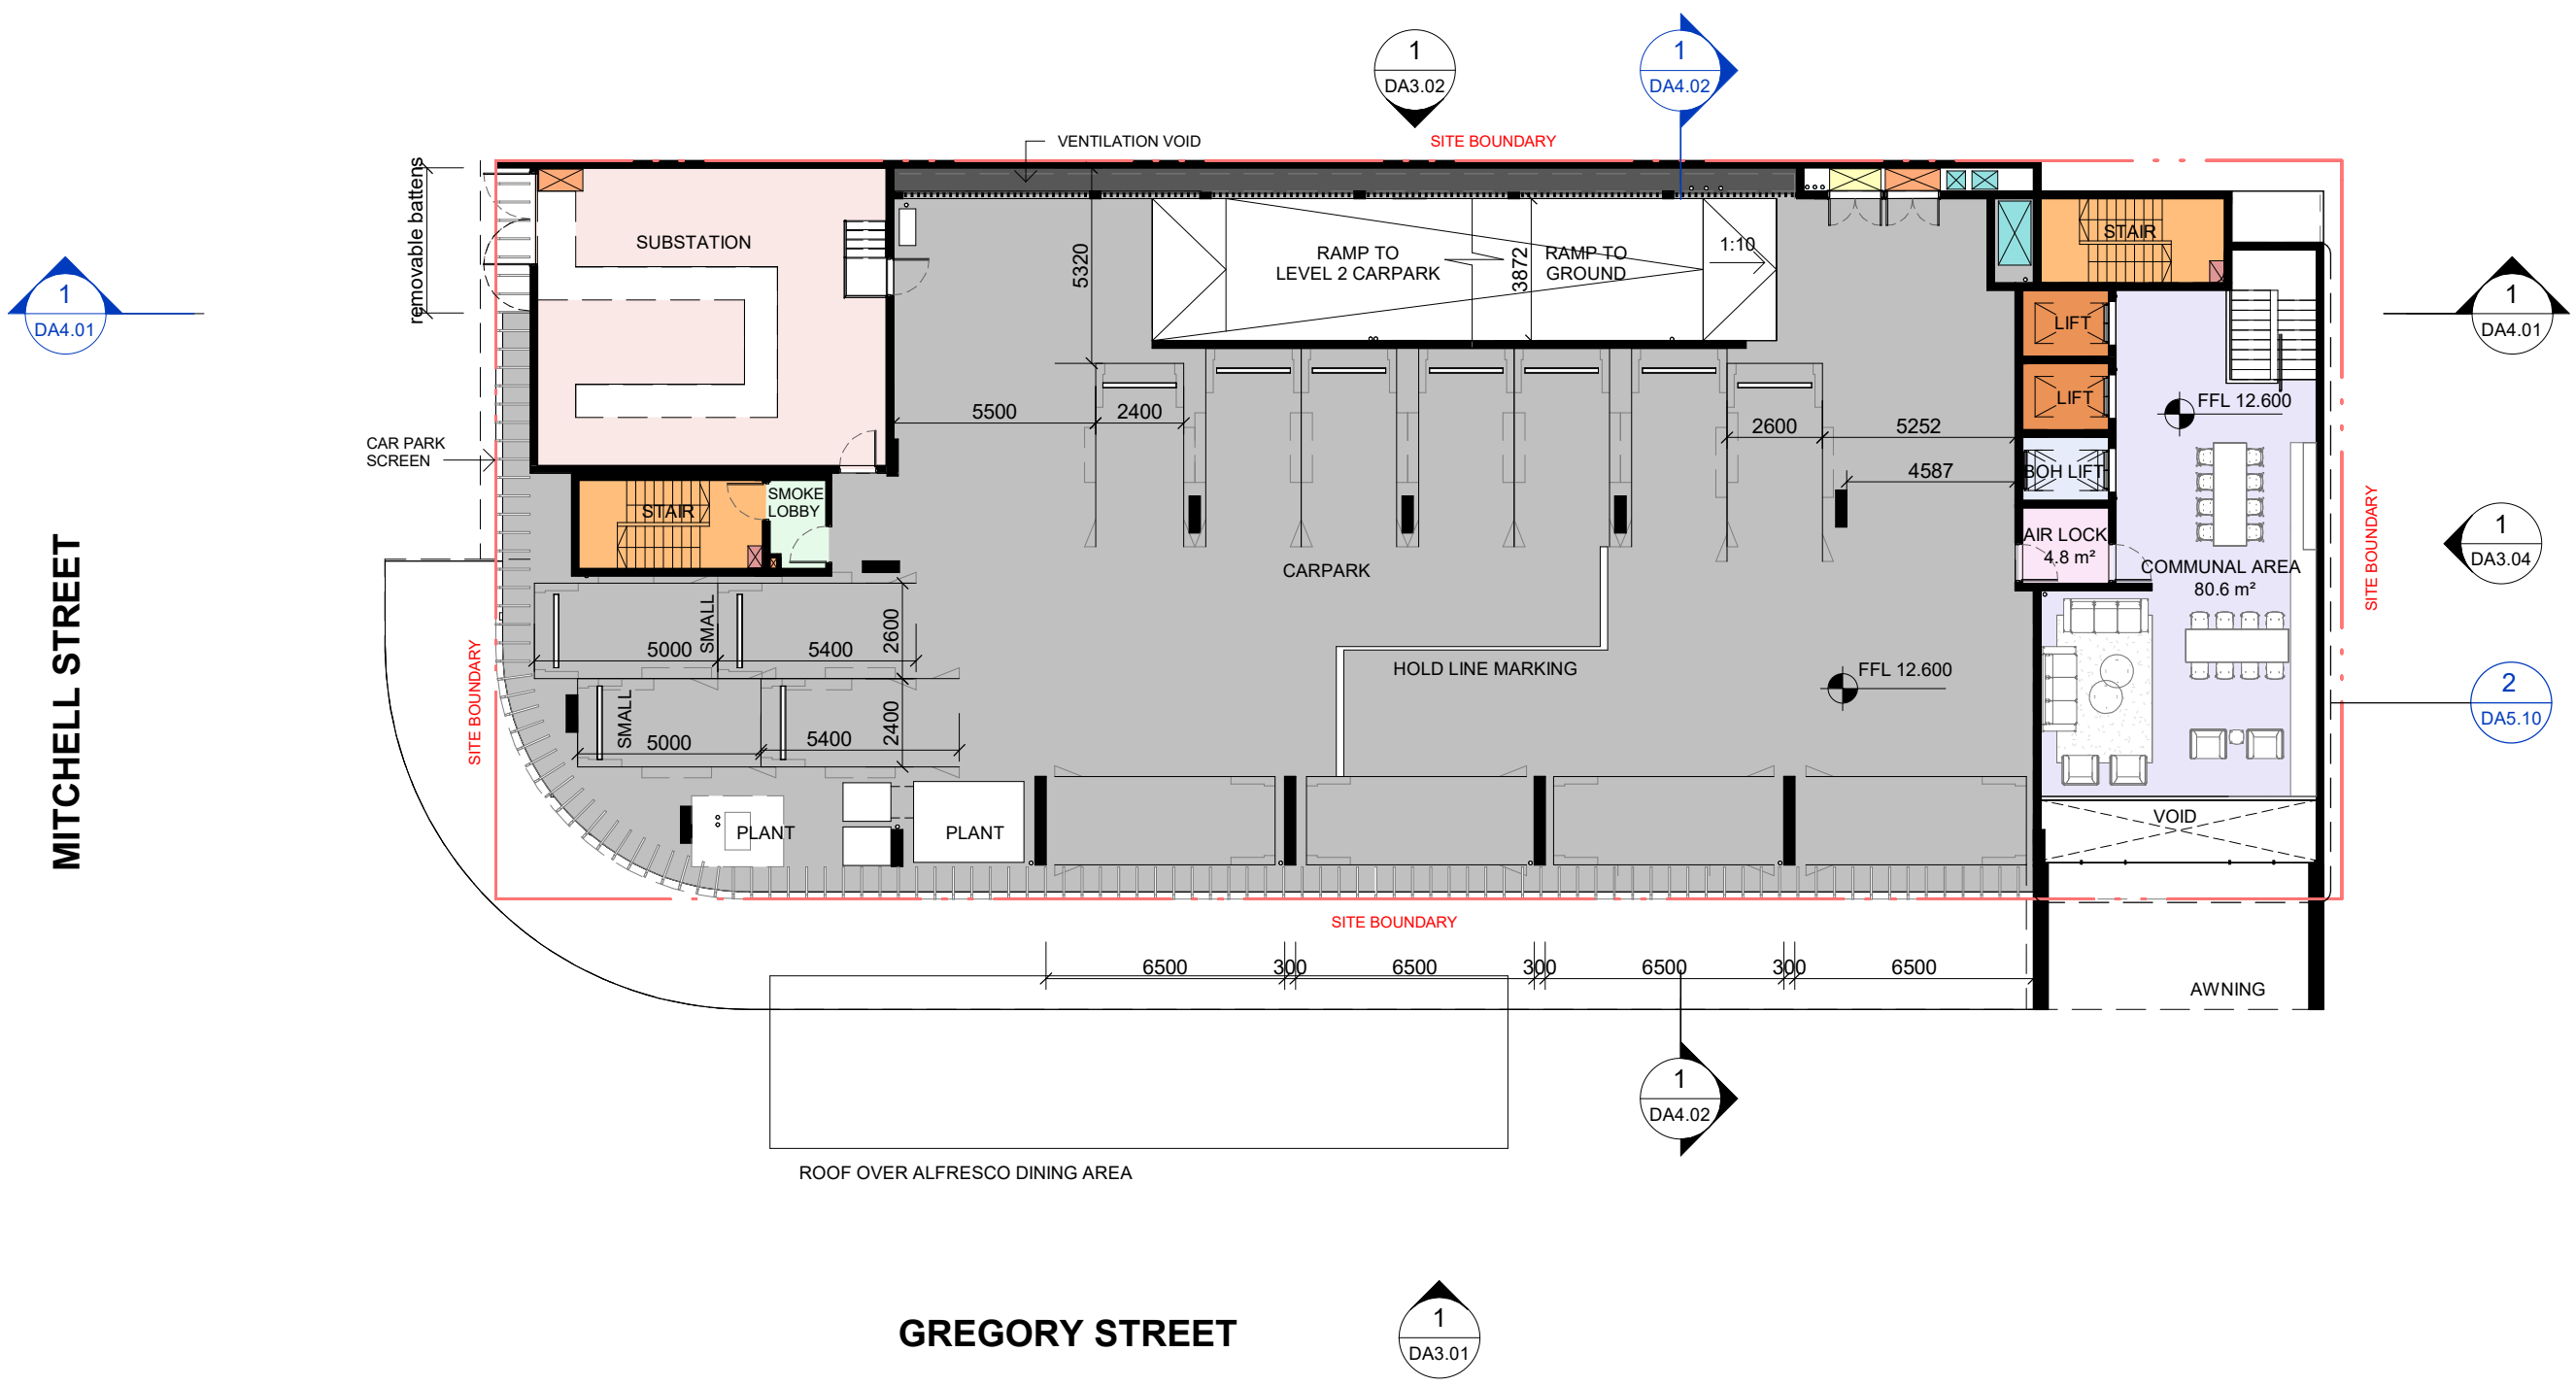 1
DA3.02
1
DA4.02
VENTILATION VOID
SITE BOUNDARY
removable battens
SUBSTATION
STAIR
5320
RAMP TO
LEVEL 2 CARPARK
3872
RAMP TO
GROUND
1:10
1
DA4.01
LIFT
1
DA4.01
LIFT
FFL 12.600
5500
2400
2600
5252
CAR PARK
SCREEN
4587
BOH LIFT
STAIR
SMOKE
LOBBY
SITE BOUNDARY
AIR LOCK
4.8 m²
1
DA3.04
CARPARK
COMMUNAL AREA
80.6 m²
MITCHELL STREET
SMALL
5000
5400
2600
SITE BOUNDARY
HOLD LINE MARKING
FFL 12.600
2
DA5.10
SMALL
5000
5400
2400
PLANT
PLANT
VOID
SITE BOUNDARY
6500
300
6500
300
6500
300
6500
AWNING
1
DA4.02
ROOF OVER ALFRESCO DINING AREA
GREGORY STREET
1
DA3.01